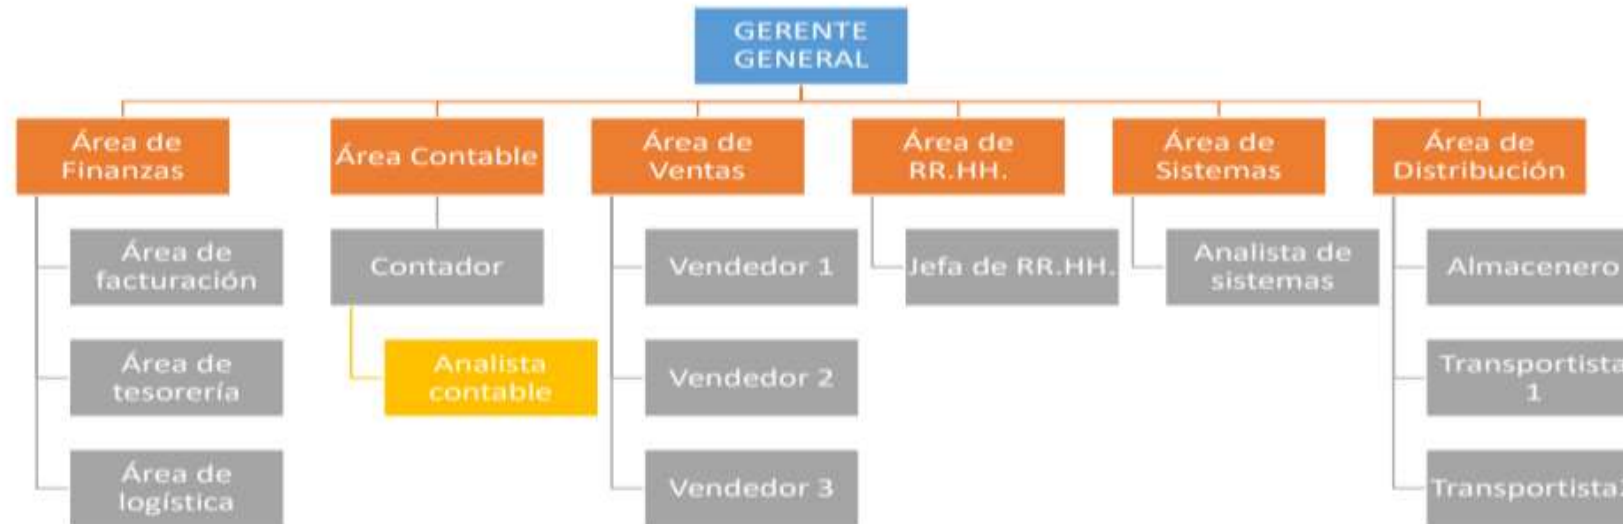 GERENTE
GENERAL
Área de
Finanzas
Área Contable
Área de
Ventas
Área de
RR.HH.
Área de
Sistemas
Área de
Distribución
Área de
facturación
Contador
Vendedor 1
Jefa de RR.HH.
Analista de
sistemas
Almacenero
Área de
tesorería
Analista
contable
Vendedor 2
Transportista
1
Área de
logística
Vendedor 3
Transportista2